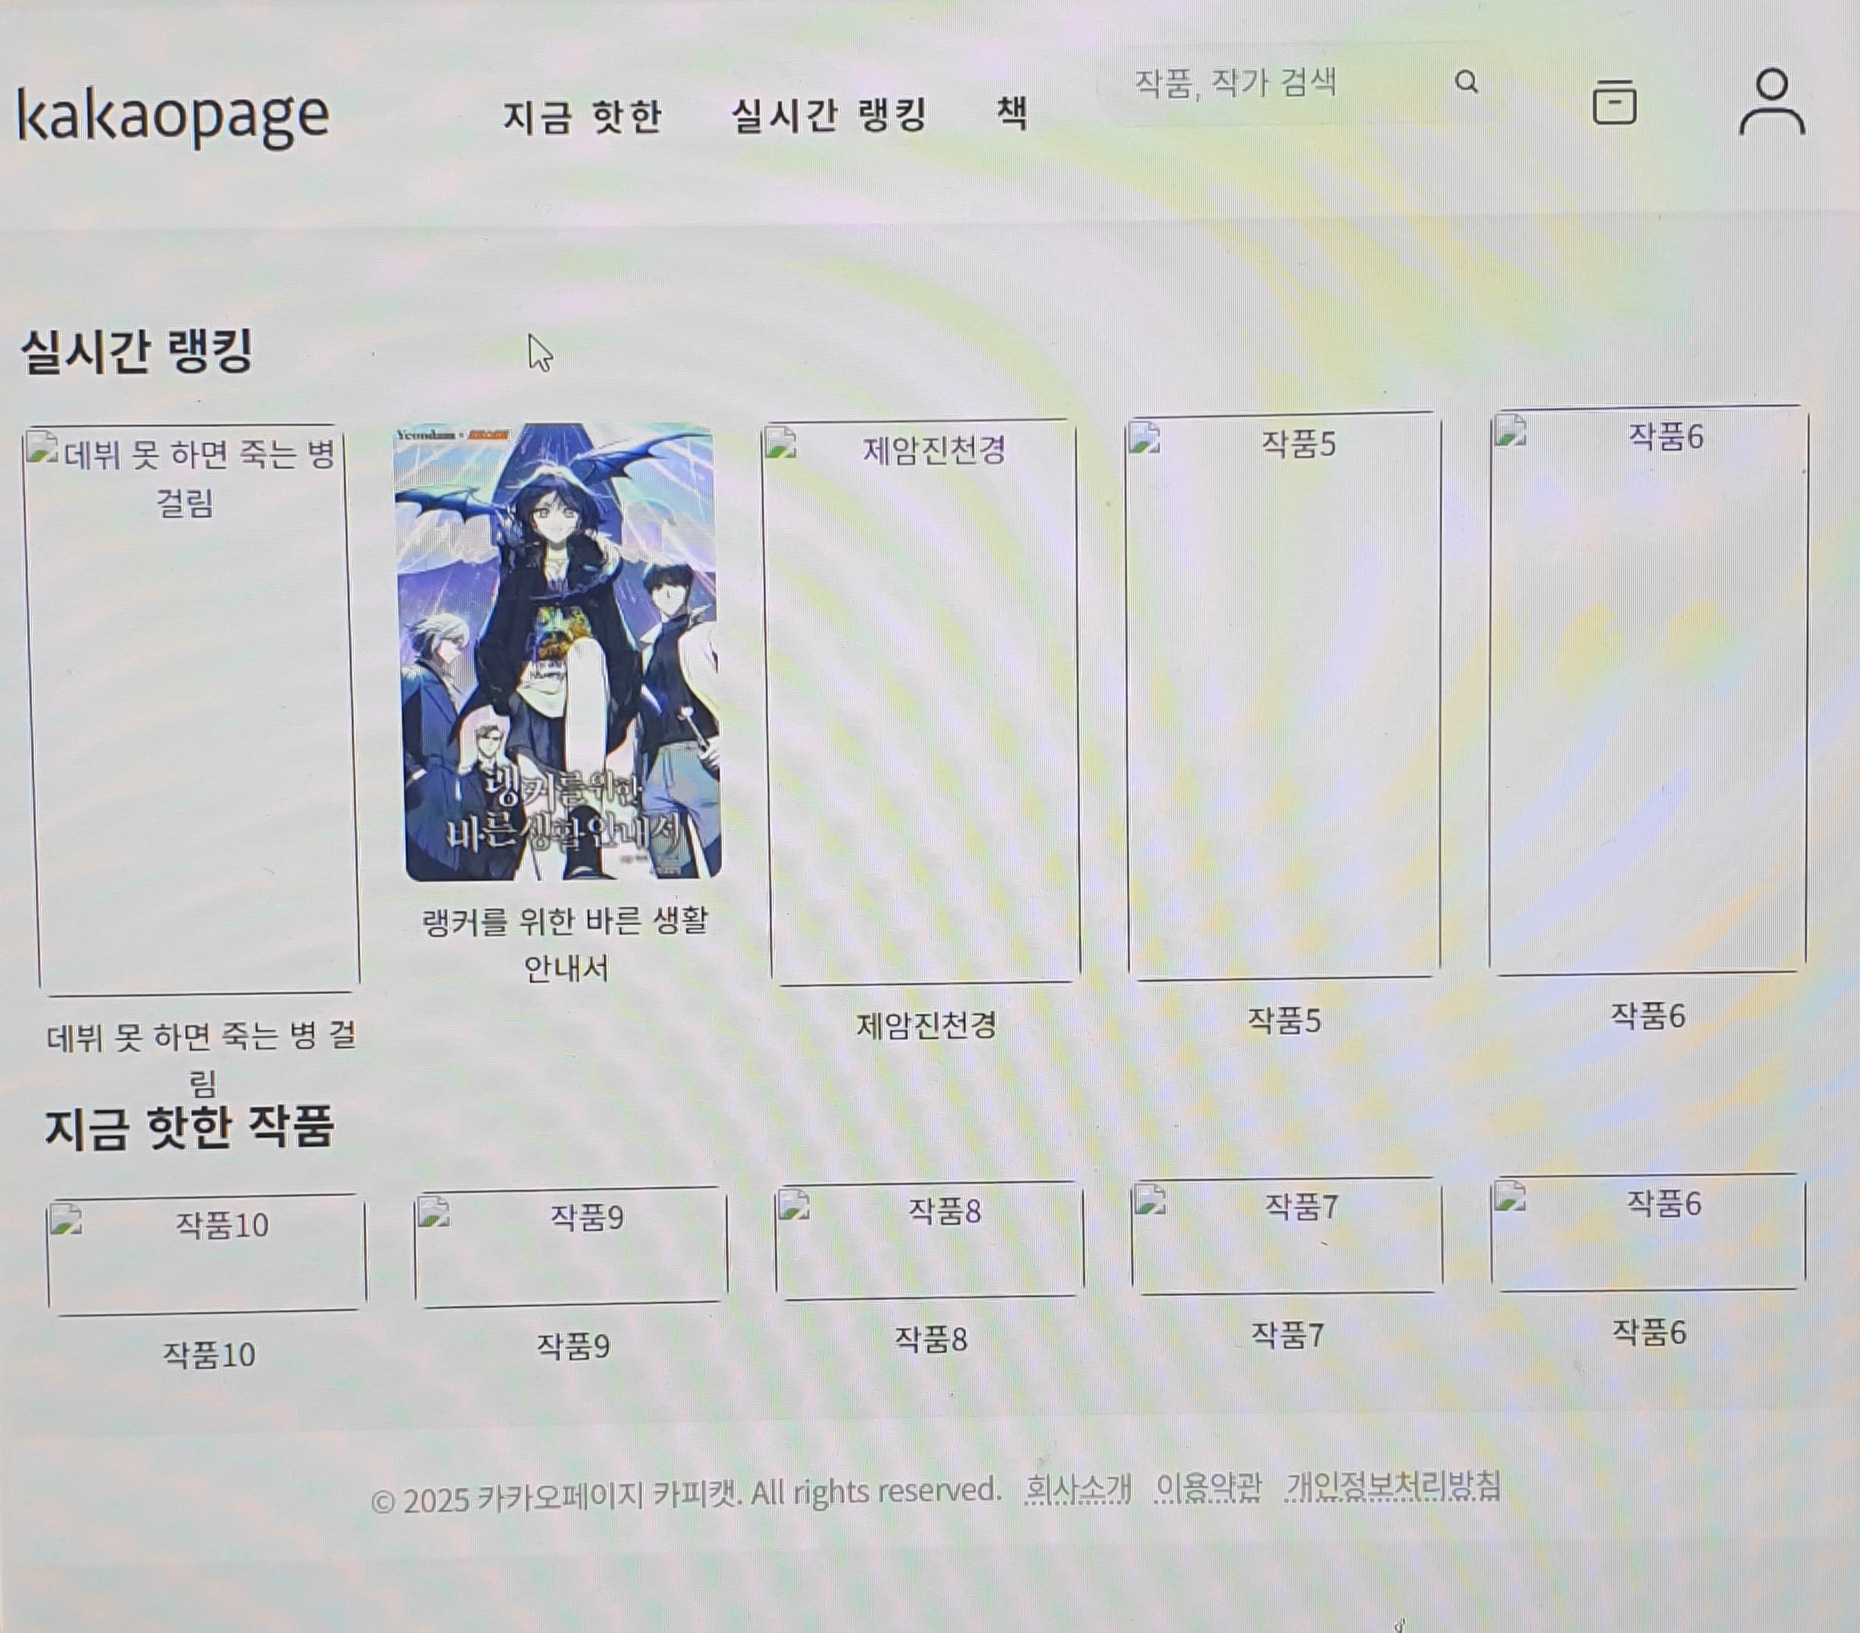 kakaopage
지금 핫한
실시간 랭킹
책
작품, 작가 검색
실시간 랭킹
데뷔 못 하면 죽는 병
걸림
Yeondam
랭커를위한
바른생활안내서
제암진천경
작품5
작품6
데뷔 못 하면 죽는 병 걸
림
랭커를 위한 바른 생활
안내서
제암진천경
작품5
작품6
지금 핫한 작품
작품10
작품9
작품8
작품7
작품6
작품10
작품9
작품8
작품7
작품6
© 2025 카카오페이지 카피캣. All rights reserved. 회사소개 이용약관 개인정보처리방침